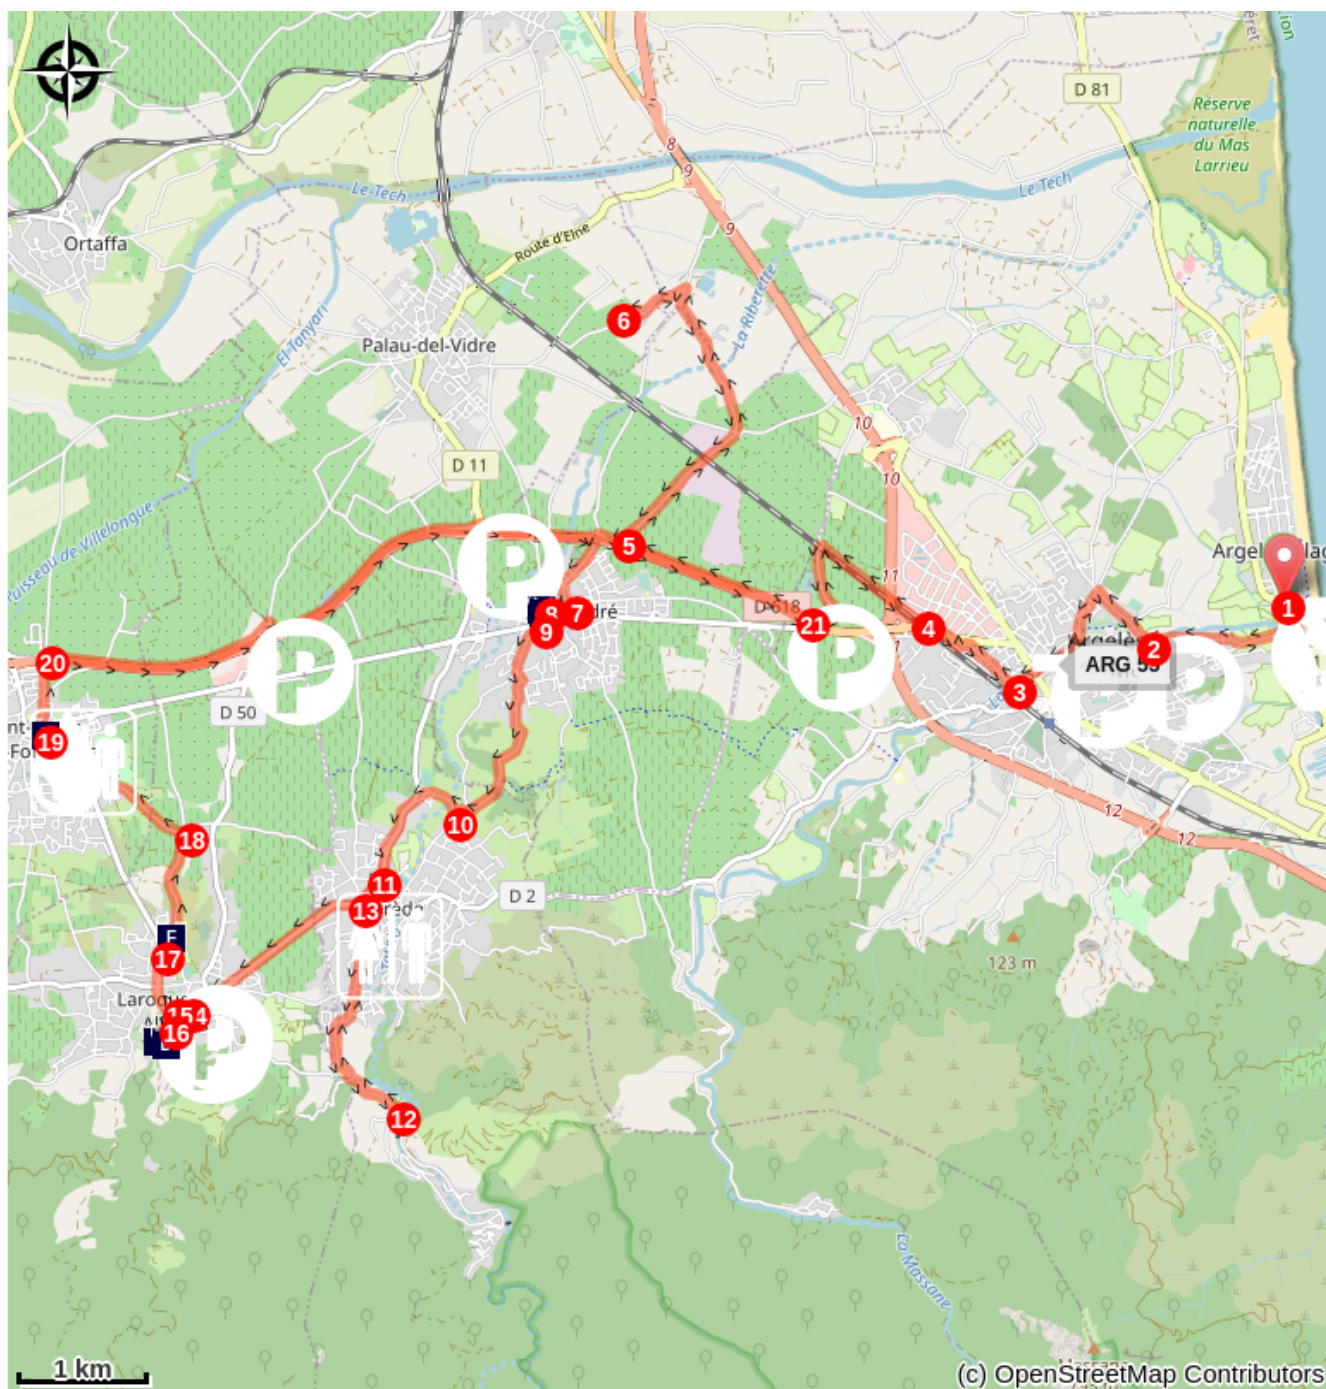 D 81
Réserve
naturelle
du Mas
Larrieu
8
9
Le Tech
Le Tech
9
Ortaffa
Route d'Elne
La Ribérette
El Tanyari
6
Palau-del-Vidre
10
D 11
10
Ruisseau de Villelongue
5
11
D 618
1
8
7
9
21
4
2
ARG 53
20
3
D 50
19
12
12
10
18
11
D 2
13
E
17
123 m
16
12
La Massane
1 km
(c) OpenStreetMap Contributors